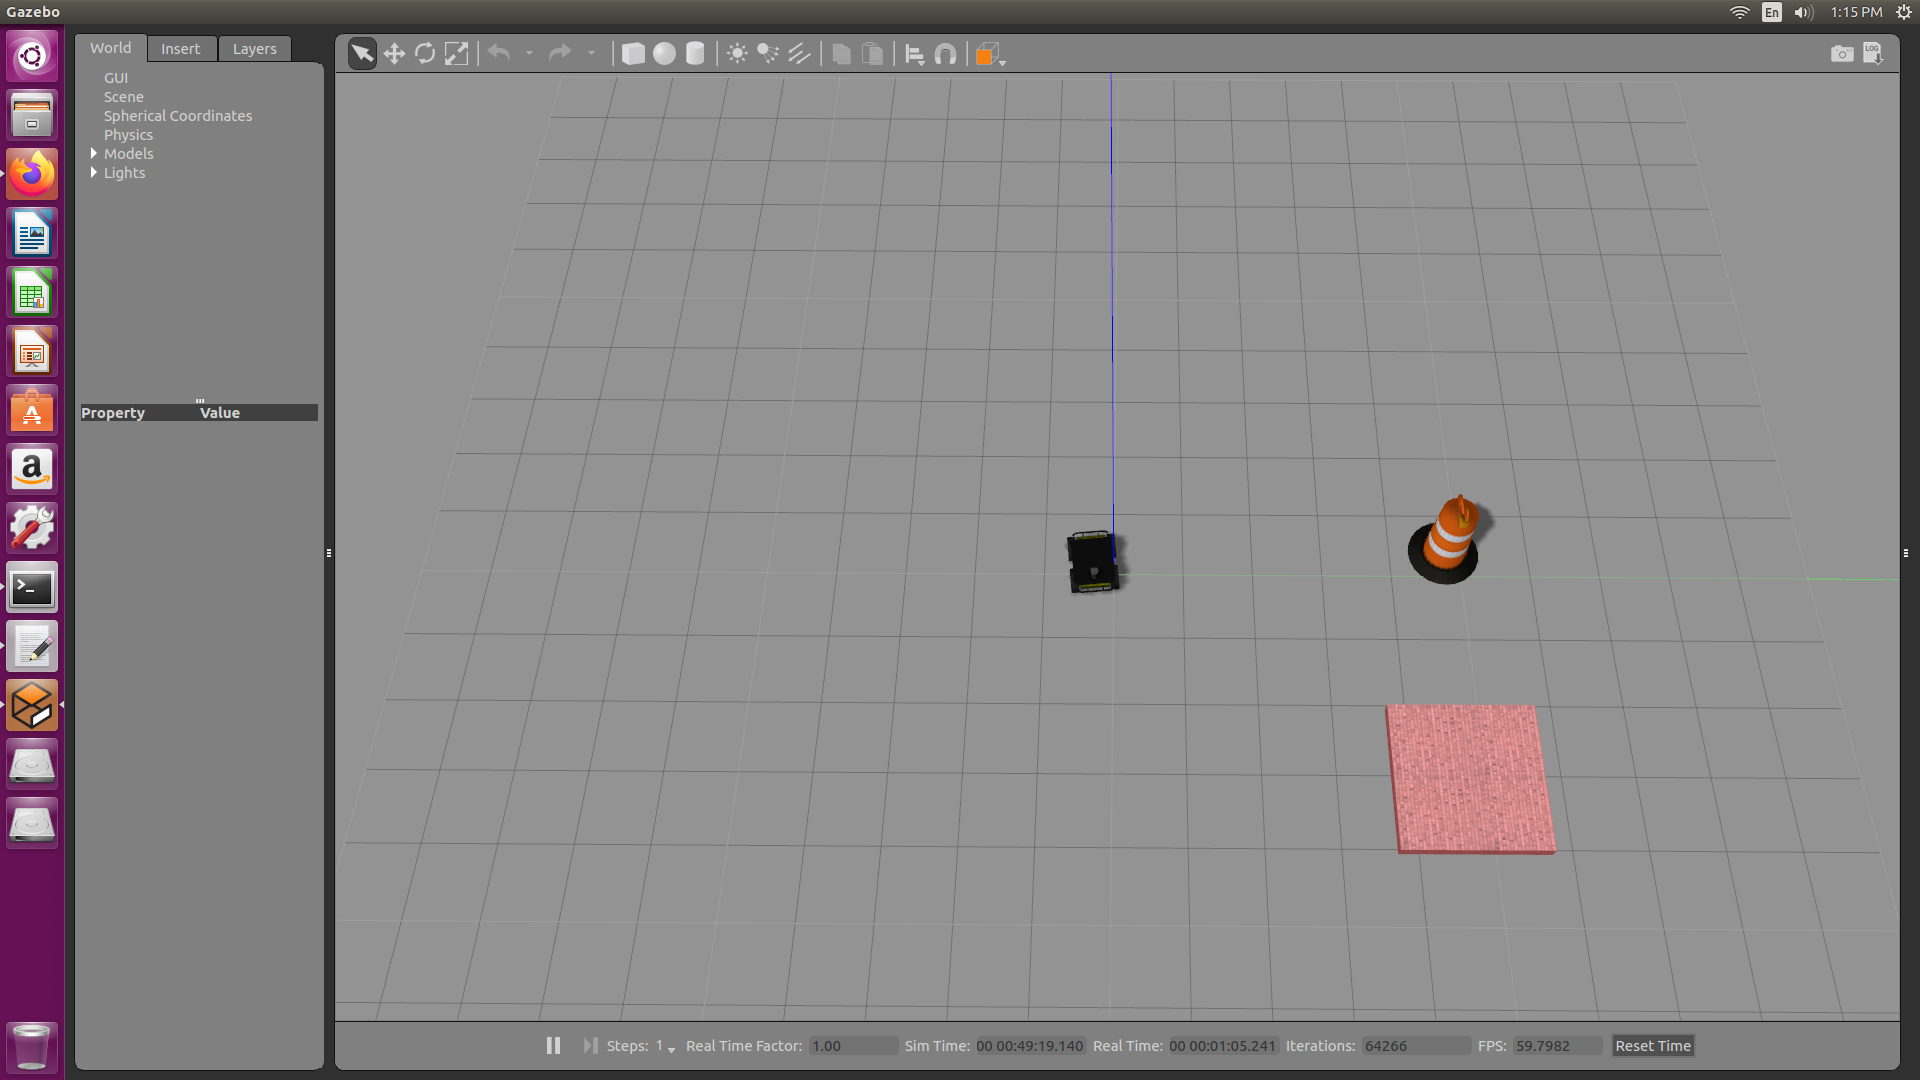 Gazebo
En
1:15 PM
World Insert Layers
GUI
Scene
Spherical Coordinates
Physics
Models
Lights
Property Value
LOG
Steps: 1 Real Time Factor: 1.00 Sim Time: 00 00:49:19.140 Real Time: 00 00:01:05.241 Iterations: 64266 FPS: 59.7982 Reset Time